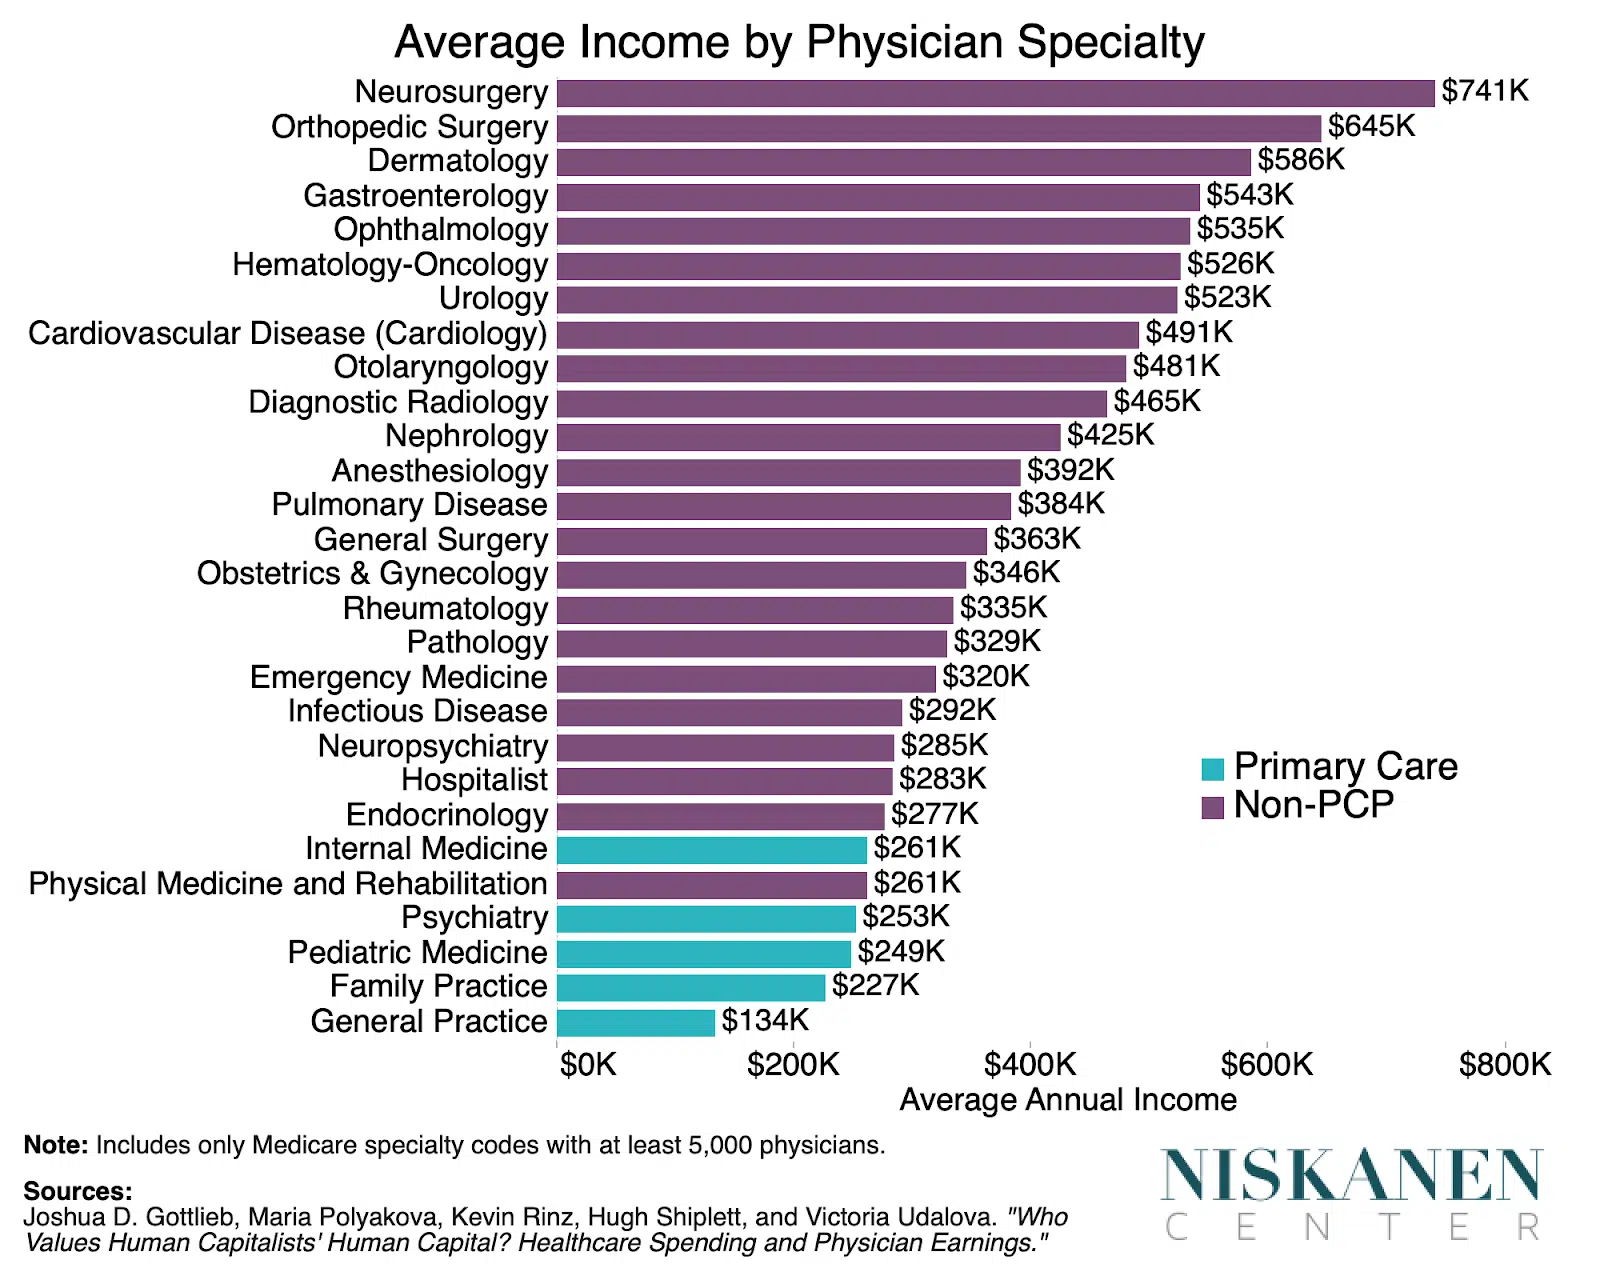 Average Income by Physician Specialty
Neurosurgery $741K
Orthopedic Surgery $645K
Dermatology $586K
Gastroenterology $543K
Ophthalmology $535K
Hematology-Oncology $526K
Urology $523K
Cardiovascular Disease (Cardiology) $491K
Otolaryngology $481K
Diagnostic Radiology $465K
Nephrology $425K
Anesthesiology $392K
Pulmonary Disease $384K
General Surgery $363K
Obstetrics & Gynecology $346K
Rheumatology $335K
Pathology $329K
Emergency Medicine $320K
Infectious Disease $292K
Neuropsychiatry $285K
Hospitalist $283K
Endocrinology $277K
Internal Medicine $261K
Physical Medicine and Rehabilitation $261K
Psychiatry $253K
Pediatric Medicine $249K
Family Practice $227K
General Practice $134K
Primary Care
Non-PCP
$0K $200K $400K $600K $800K
Average Annual Income
Note: Includes only Medicare specialty codes with at least 5,000 physicians.
Sources:
Joshua D. Gottlieb, Maria Polyakova, Kevin Rinz, Hugh Shiplett, and Victoria Udalova. "Who
Values Human Capitalists' Human Capital? Healthcare Spending and Physician Earnings."
NISKANEN
CENTER